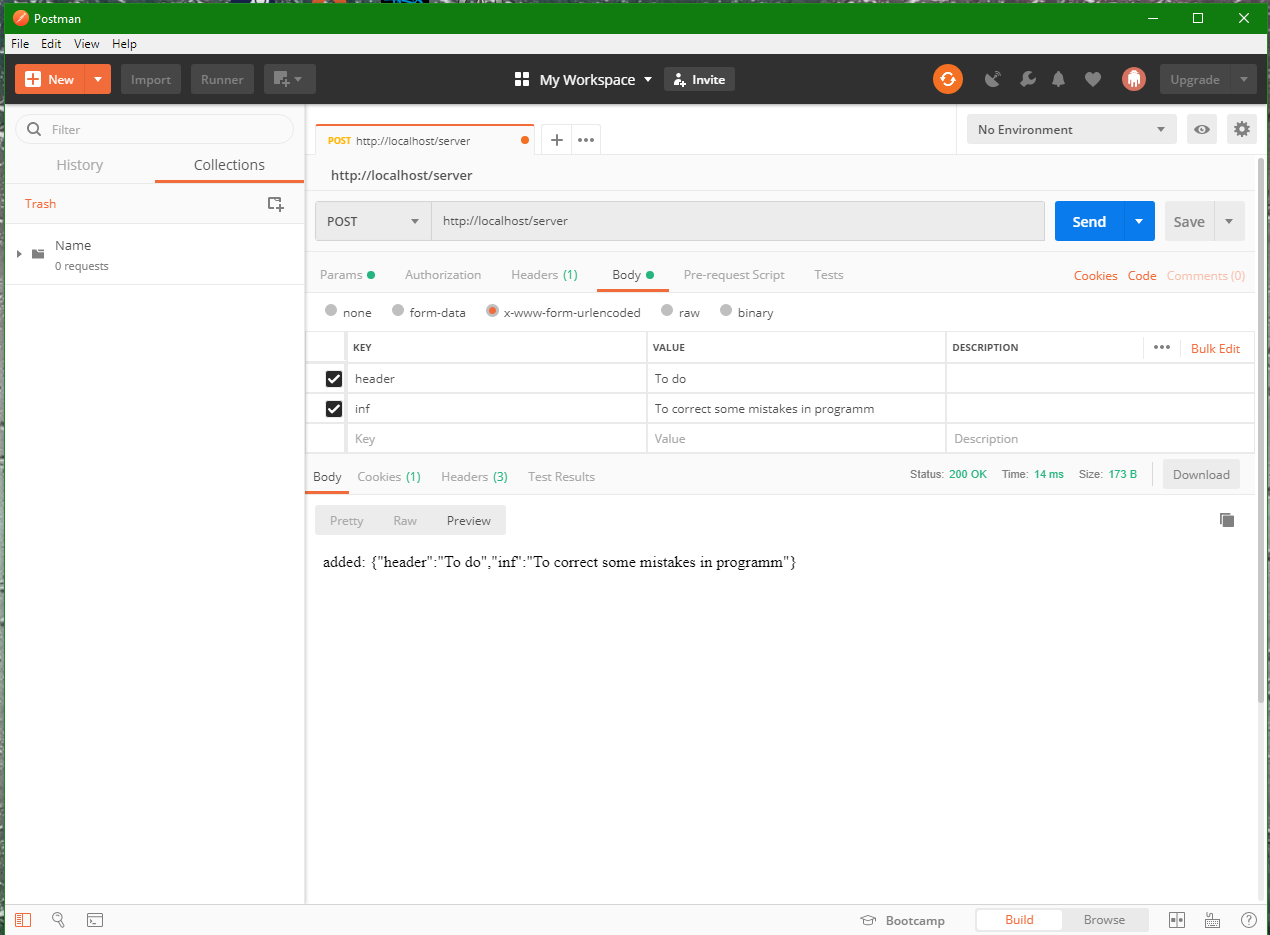 Postman
File Edit View Help
New Import Runner My Workspace Invite Upgrade
Filter
History Collections
Trash
Name
0 requests
POST http://localhost/server
No Environment
http://localhost/server
POST http://localhost/server Send Save
Params Authorization Headers (1) Body Pre-request Script Tests Cookies Code Comments (0)
none form-data x-www-form-urlencoded raw binary
KEY VALUE DESCRIPTION Bulk Edit
header To do
inf To correct some mistakes in programm
Key Value Description
Body Cookies (1) Headers (3) Test Results Status: 200 OK Time: 14 ms Size: 173 B Download
Pretty Raw Preview
added: {"header":"To do","inf":"To correct some mistakes in programm"}
Bootcamp Build Browse